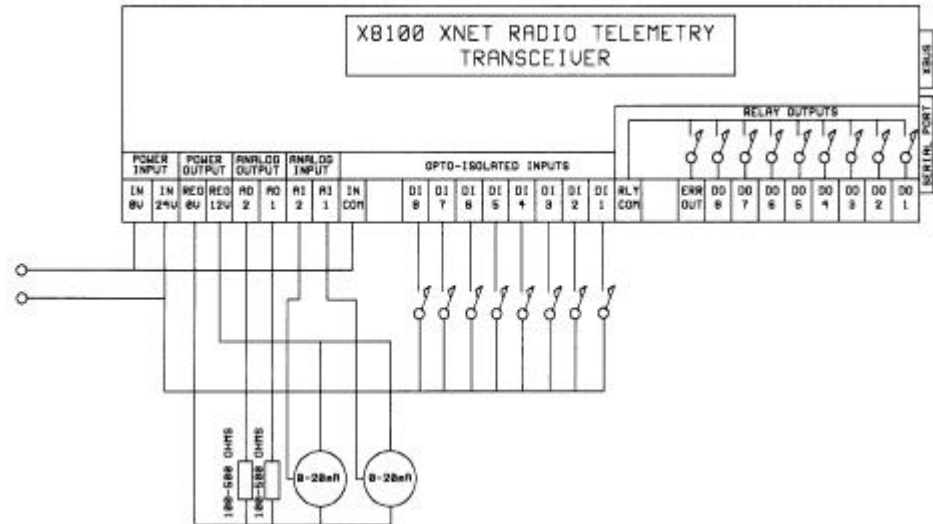 X8100 XNET RADIO TELEMETRY
TRANSCEIVER
XBUS
SERIAL PORT
RELAY OUTPUTS
POWER INPUT
POWER OUTPUT
ANALOG OUTPUT
ANALOG INPUT
OPTO-ISOLATED INPUTS
IN 0V
IN 24V
REG 0V
REG 12V
AO 2
AO 1
AI 2
AI 1
IN COM
DI 8
DI 7
DI 6
DI 5
DI 4
DI 3
DI 2
DI 1
RLY COM
ERR OUT
DO 8
DO 7
DO 6
DO 5
DO 4
DO 3
DO 2
DO 1
100-500 OHMS
100-500 OHMS
0-20mA
0-20mA